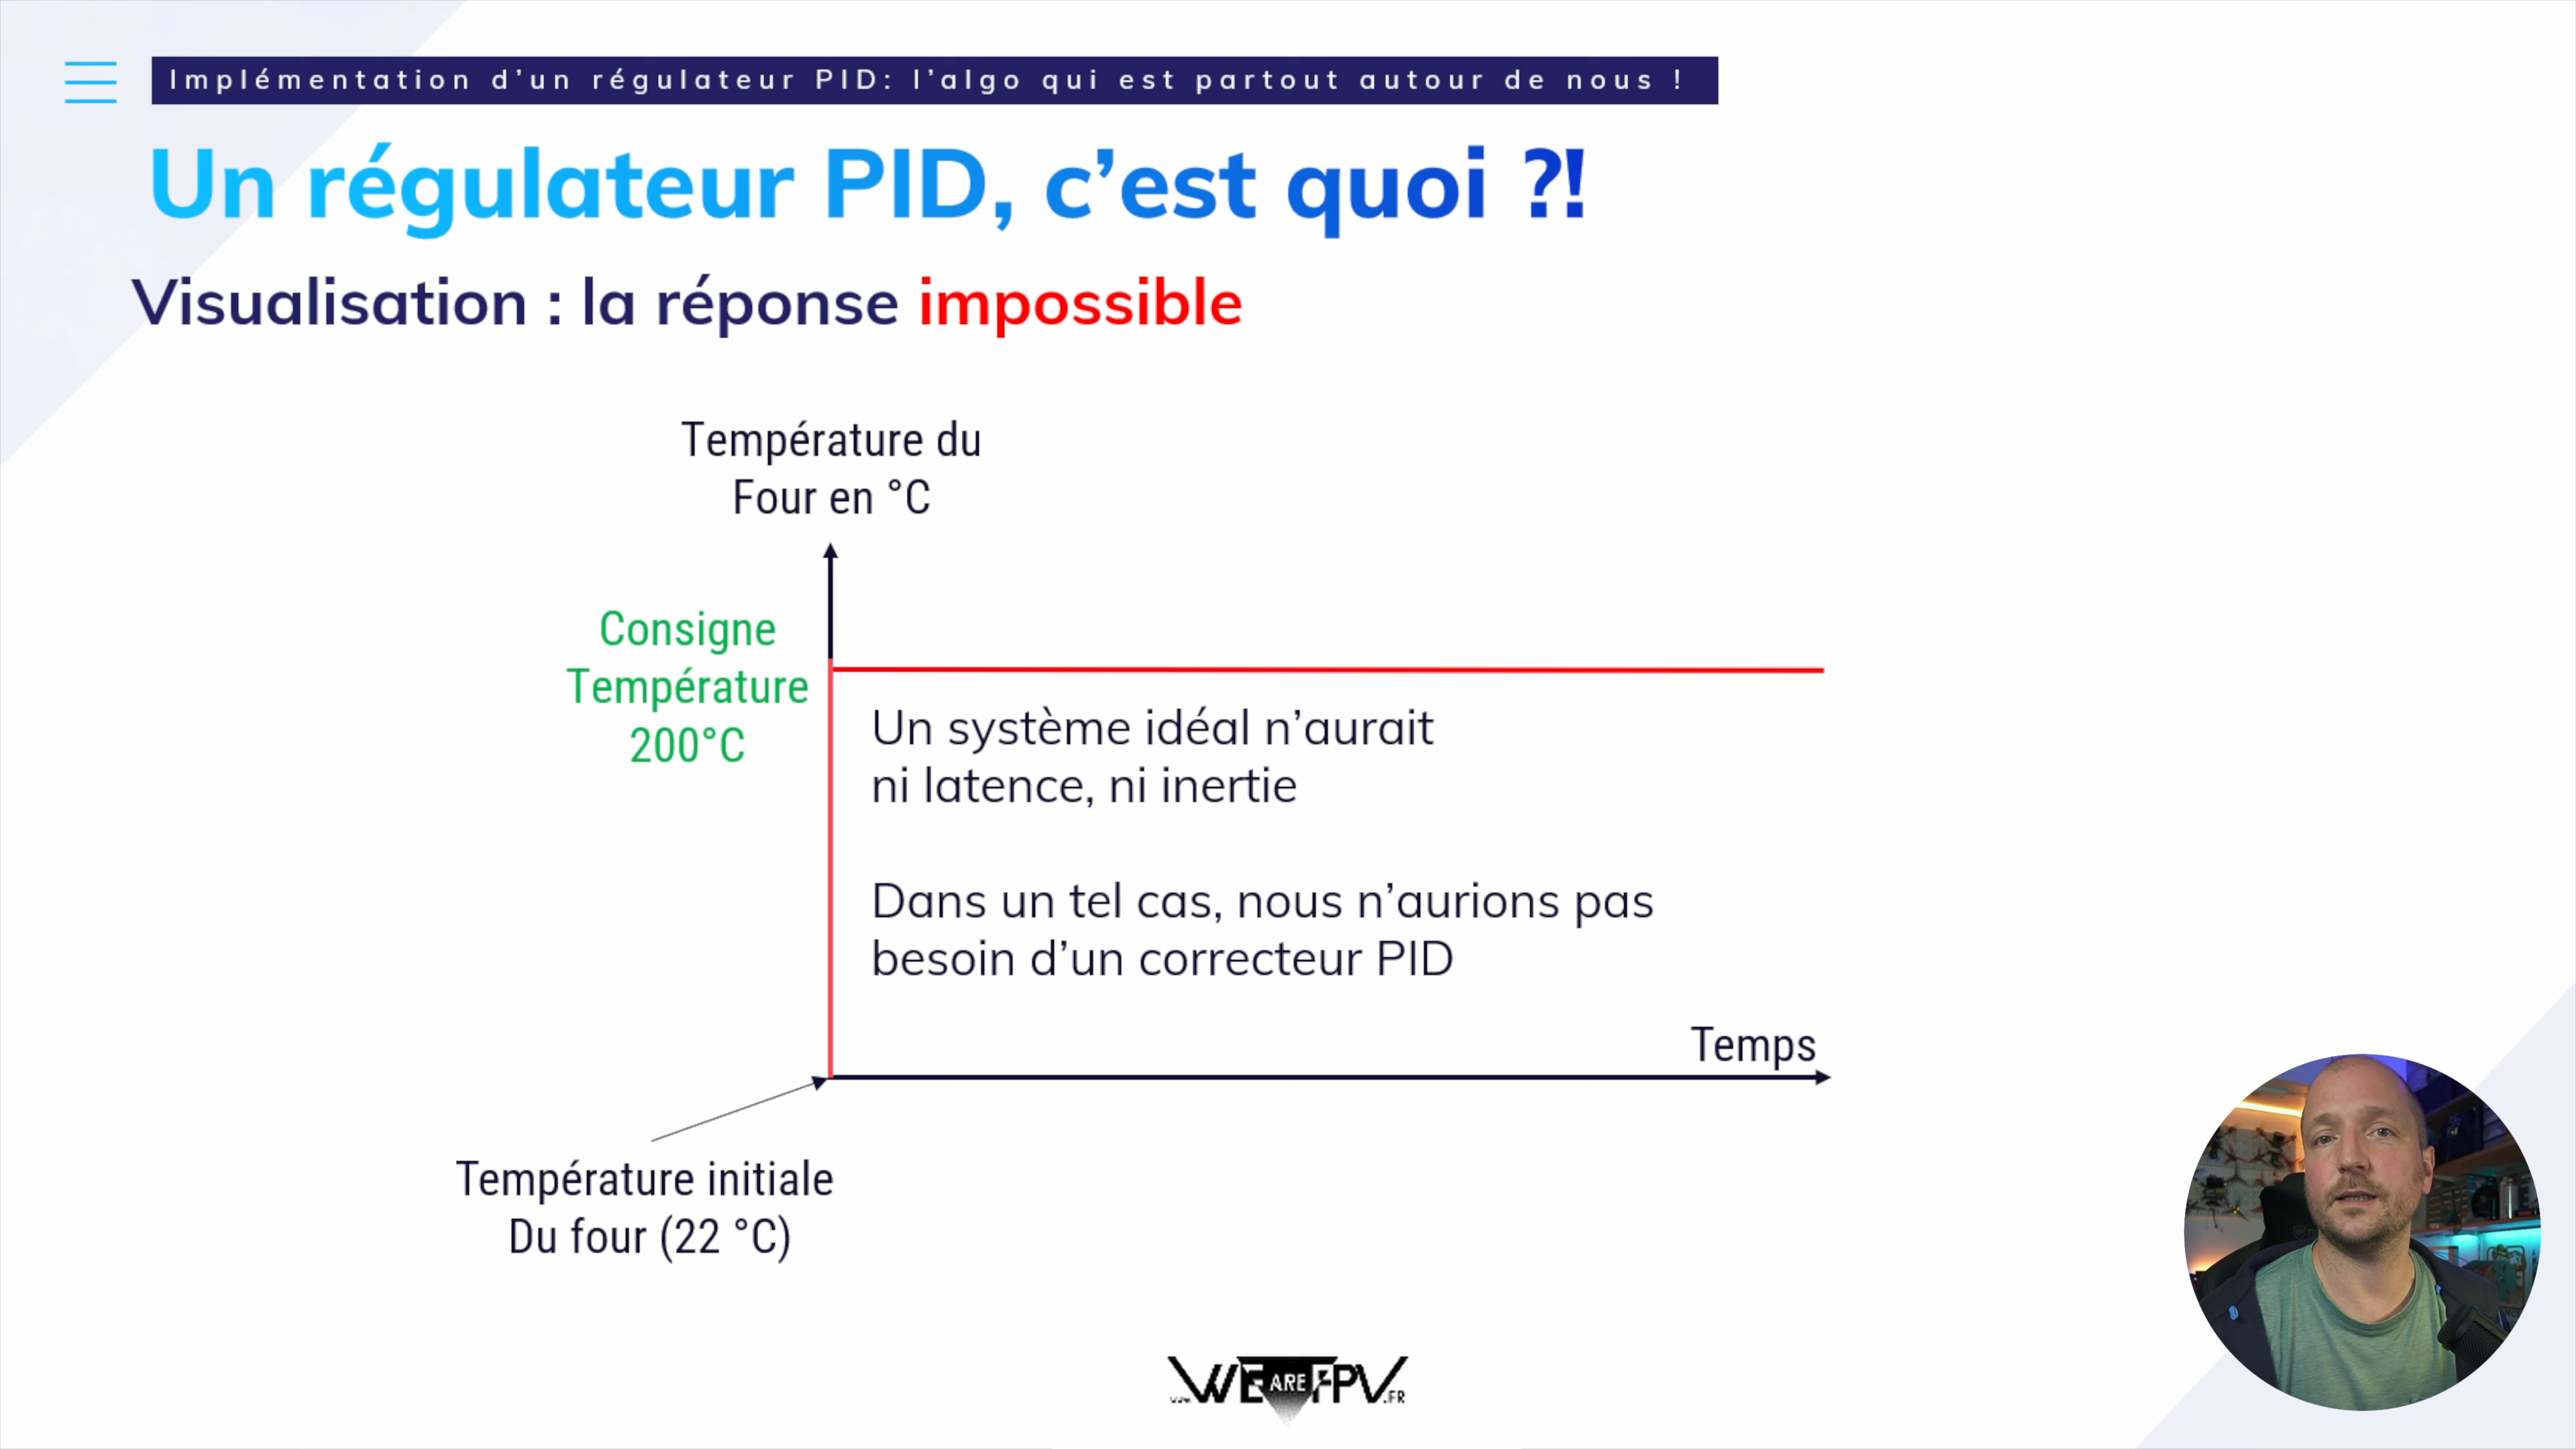 Implémentation d’un régulateur PID: l’algo qui est partout autour de nous !
Un régulateur PID, c’est quoi ?!
Visualisation : la réponse impossible
Température du
Four en °C
Consigne
Température
200°C
Un système idéal n’aurait
ni latence, ni inertie
Dans un tel cas, nous n’aurions pas
besoin d’un correcteur PID
Temps
Température initiale
Du four (22 °C)
www.WE ARE FPV.FR